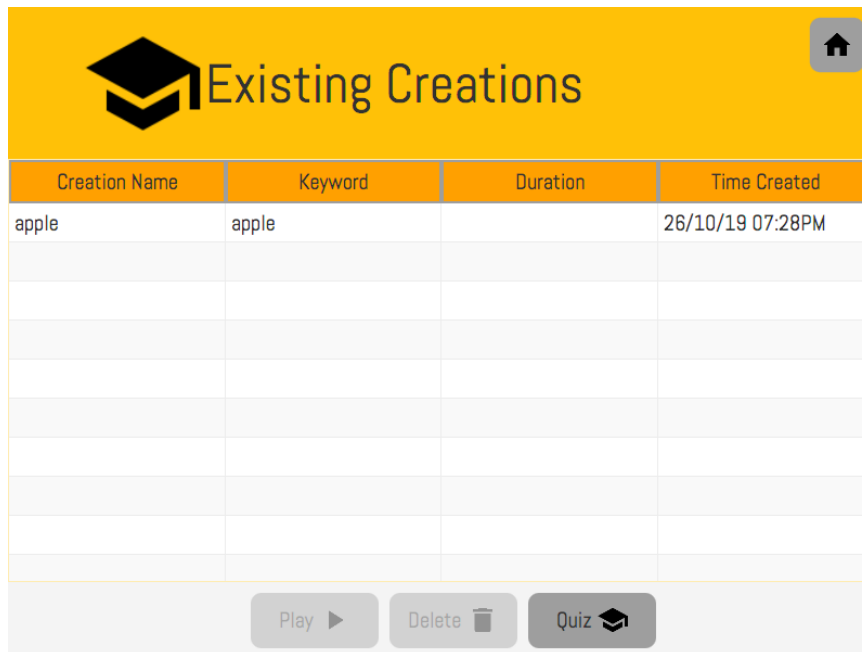 Existing Creations
Creation Name Keyword Duration Time Created
apple apple 26/10/19 07:28PM
Play Delete Quiz